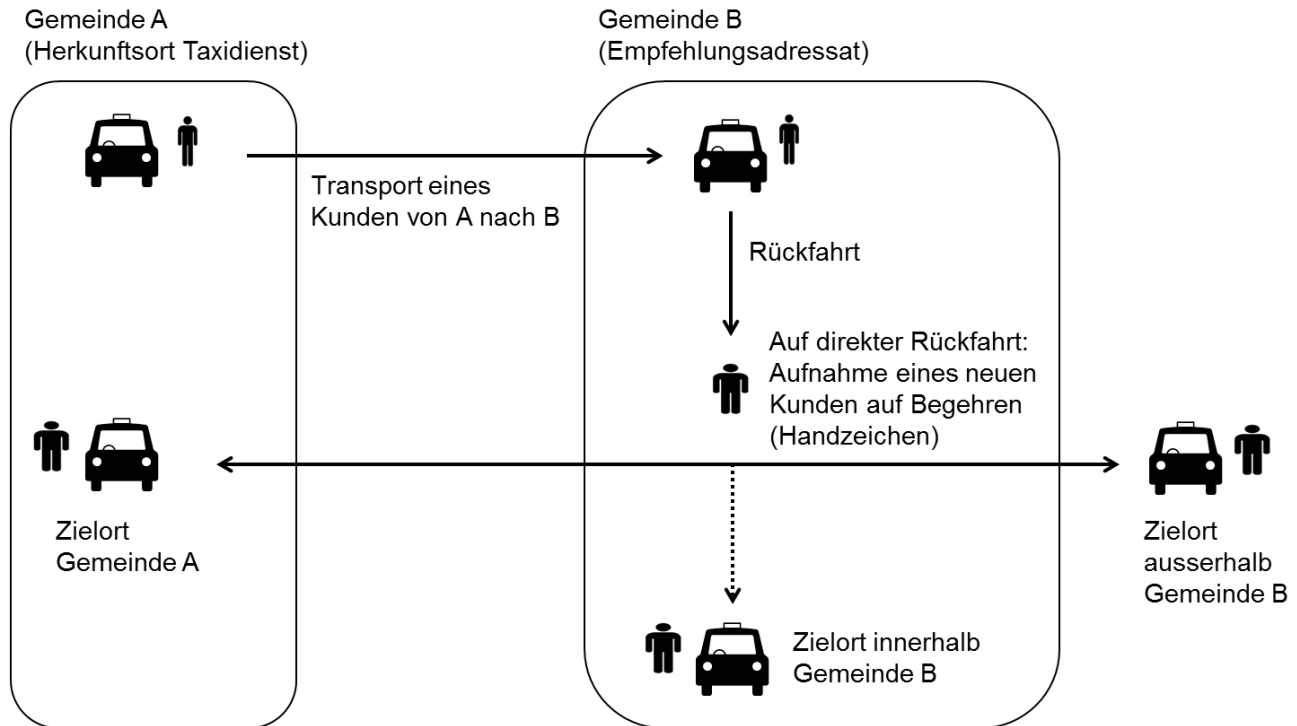 Gemeinde A
(Herkunftsort Taxidienst)
Gemeinde B
(Empfehlungsadressat)
Transport eines
Kunden von A nach B
Rückfahrt
Auf direkter Rückfahrt:
Aufnahme eines neuen
Kunden auf Begehren
(Handzeichen)
Zielort
Gemeinde A
Zielort
ausserhalb
Gemeinde B
Zielort innerhalb
Gemeinde B